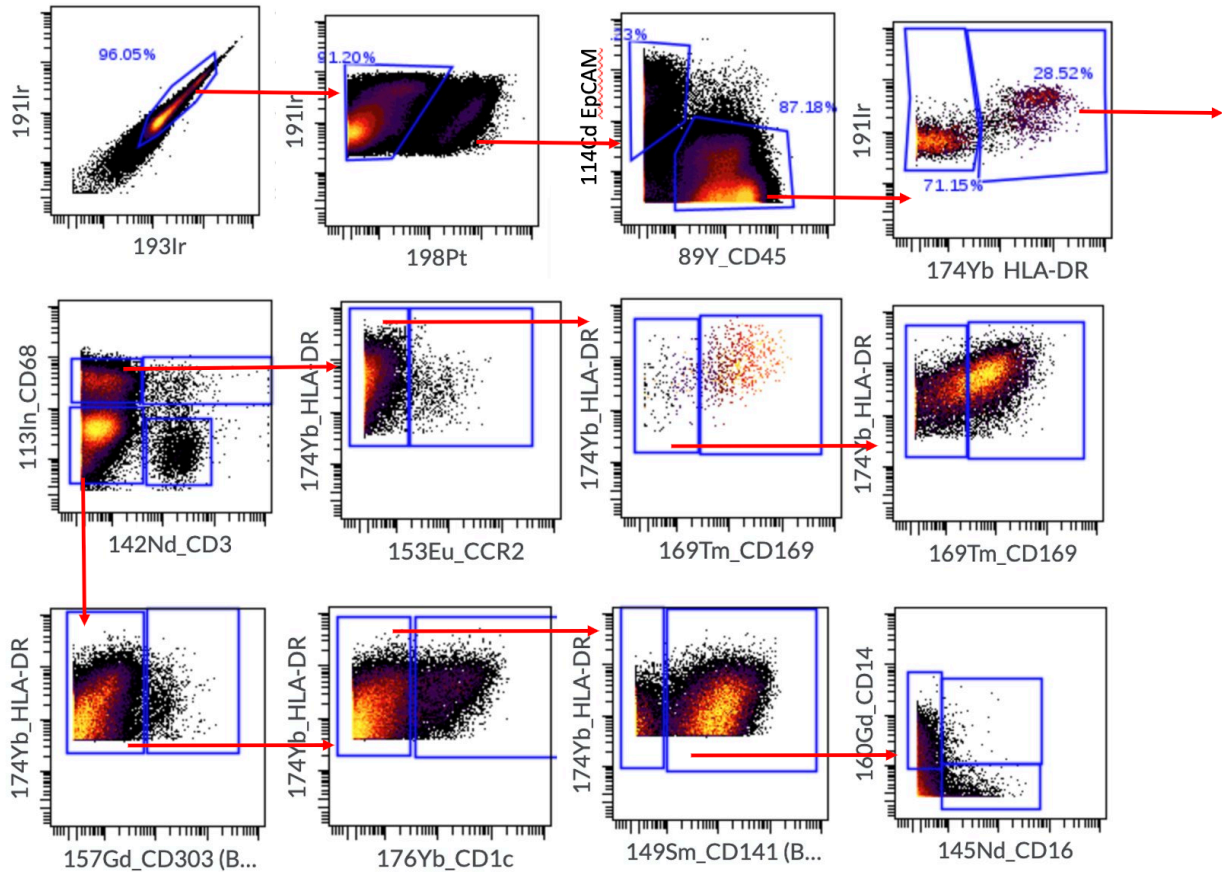 96.05%
191Ir
193Ir
91.20%
191Ir
198Pt
23%
87.18%
114Cd EpCAM
89Y_CD45
28.52%
71.15%
191Ir
174Yb HLA-DR
113In_CD68
142Nd_CD3
174Yb_HLA-DR
153Eu_CCR2
174Yb_HLA-DR
169Tm_CD169
174Yb_HLA-DR
169Tm_CD169
174Yb_HLA-DR
157Gd_CD303 (B...
174Yb_HLA-DR
176Yb_CD1c
174Yb_HLA-DR
149Sm_CD141 (B...
160Gd_CD14
145Nd_CD16